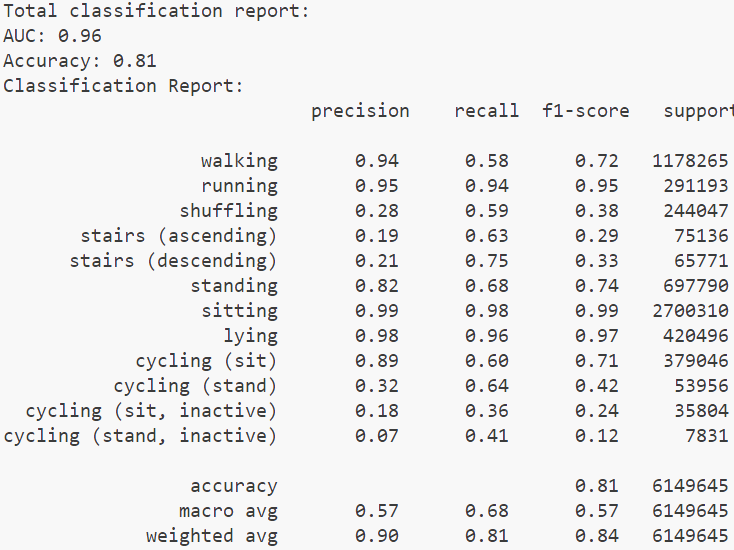 Total classification report:
AUC: 0.96
Accuracy: 0.81
Classification Report:
precision recall f1-score support
walking 0.94 0.58 0.72 1178265
running 0.95 0.94 0.95 291193
shuffling 0.28 0.59 0.38 244047
stairs (ascending) 0.19 0.63 0.29 75136
stairs (descending) 0.21 0.75 0.33 65771
standing 0.82 0.68 0.74 697790
sitting 0.99 0.98 0.99 2700310
lying 0.98 0.96 0.97 420496
cycling (sit) 0.89 0.60 0.71 379046
cycling (stand) 0.32 0.64 0.42 53956
cycling (sit, inactive) 0.18 0.36 0.24 35804
cycling (stand, inactive) 0.07 0.41 0.12 7831
accuracy 0.81 6149645
macro avg 0.57 0.68 0.57 6149645
weighted avg 0.90 0.81 0.84 6149645